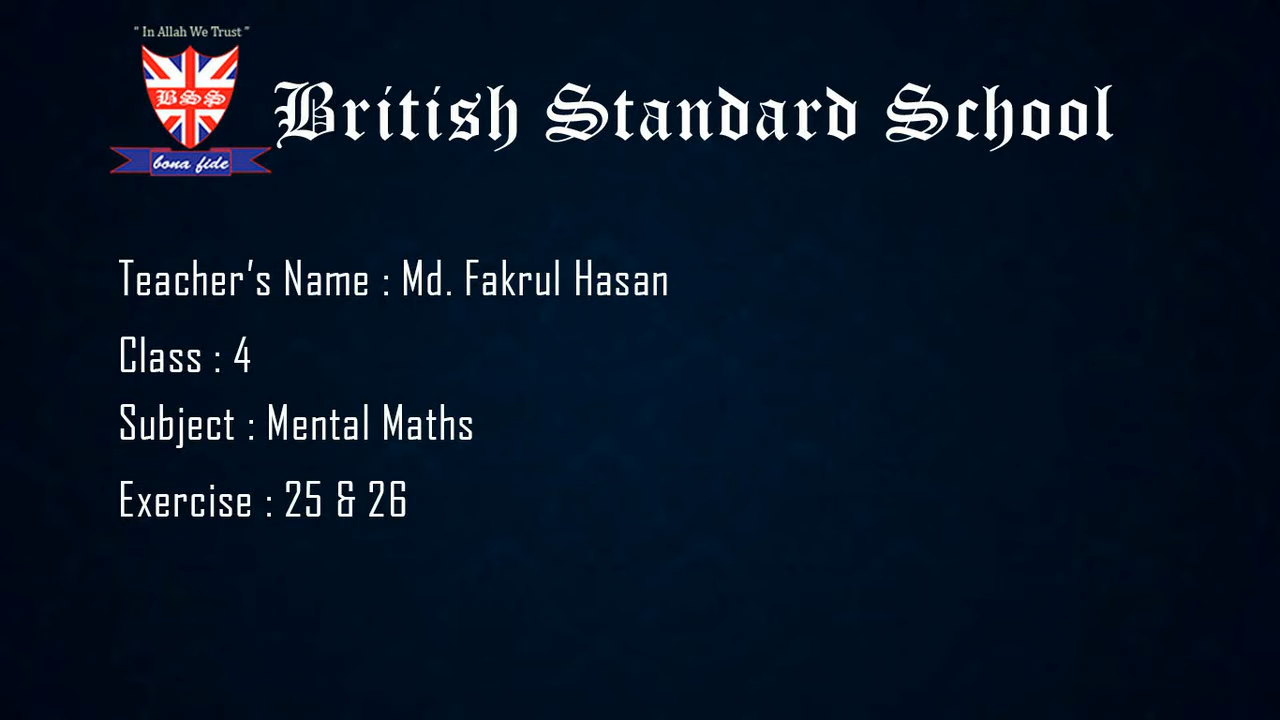 " In Allah We Trust "
BSS
bona fide
British Standard School
Teacher's Name : Md. Fakrul Hasan
Class : 4
Subject : Mental Maths
Exercise : 25 & 26